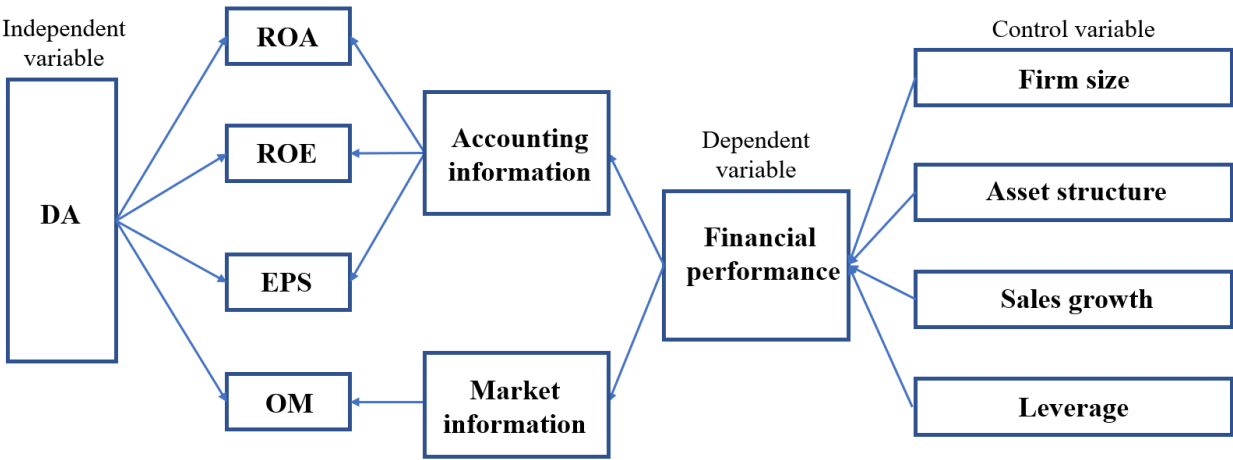 Independent
variable
DA
ROA
ROE
EPS
OM
Accounting
information
Market
information
Dependent
variable
Financial
performance
Control variable
Firm size
Asset structure
Sales growth
Leverage